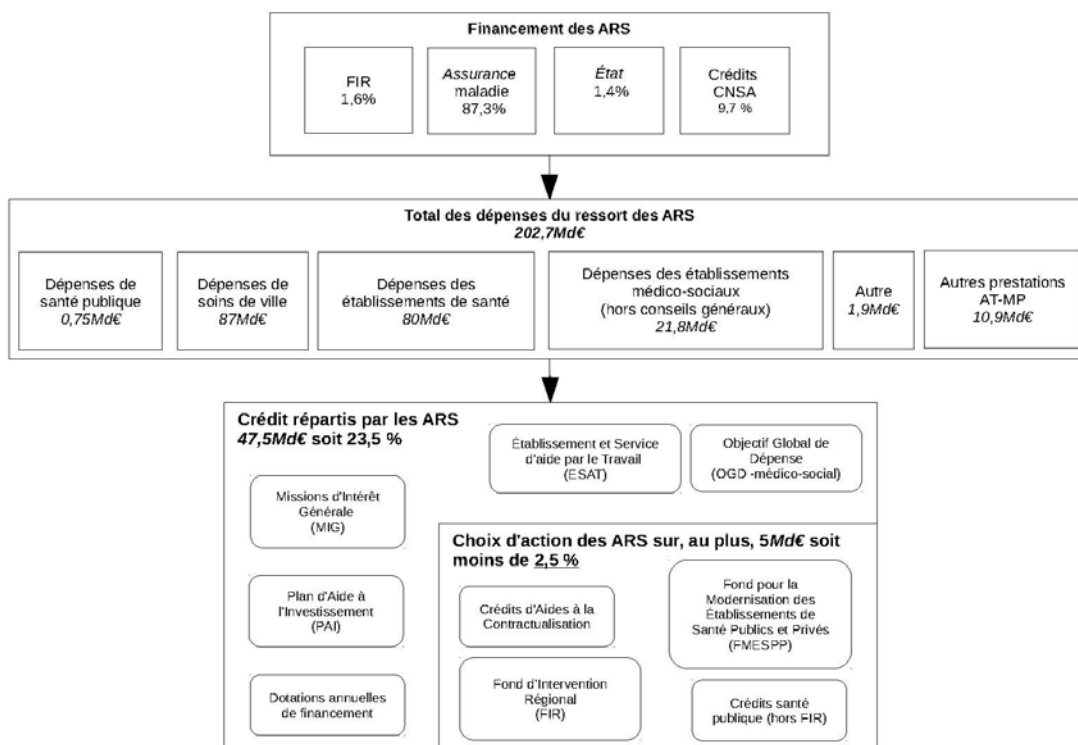 Financement des ARS
FIR
1,6%
Assurance
maladie
87,3%
État
1,4%
Crédits
CNSA
9,7 %
Total des dépenses du ressort des ARS
202,7Md€
Dépenses de
santé publique
0,75Md€
Dépenses de
soins de ville
87Md€
Dépenses des
établissements de santé
80Md€
Dépenses des établissements
médico-sociaux
(hors conseils généraux)
21,8Md€
Autre
1,9Md€
Autres prestations
AT-MP
10,9Md€
Crédit répartis par les ARS
47,5Md€ soit 23,5 %
Établissement et Service
d'aide par le Travail
(ESAT)
Objectif Global de
Dépense
(OGD -médico-social)
Missions d'Intérêt
Générale
(MIG)
Plan d'Aide à
l'Investissement
(PAI)
Dotations annuelles
de financement
Choix d'action des ARS sur, au plus, 5Md€ soit
moins de 2,5 %
Crédits d'Aides à la
Contractualisation
Fond pour la
Modernisation des
Établissements de
Santé Publics et Privés
(FMESPP)
Fond d'Intervention
Régional
(FIR)
Crédits santé
publique (hors FIR)